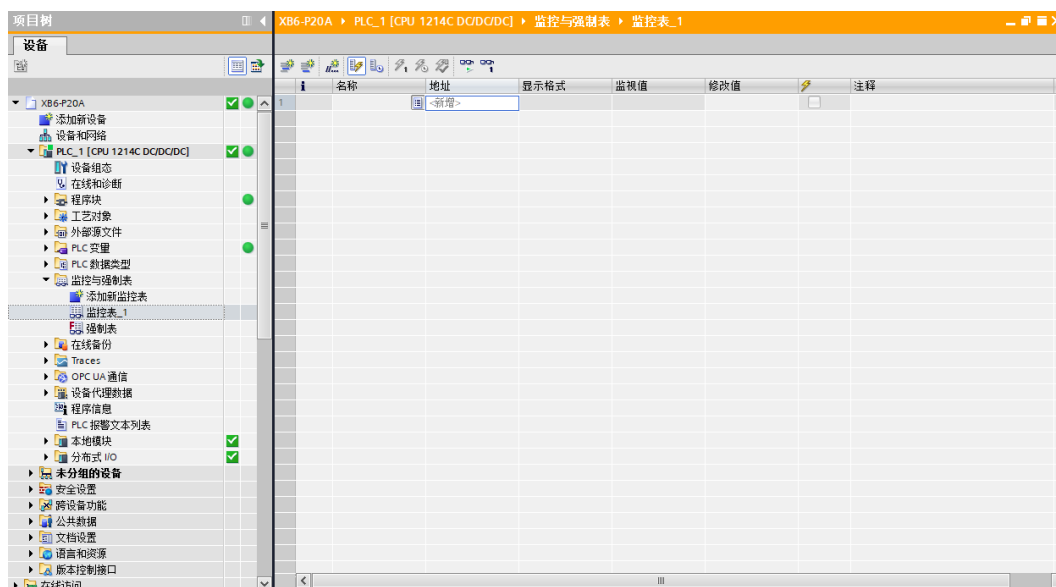 项目树
设备
XB6-P20A
添加新设备
设备和网络
PLC_1 [CPU 1214C DC/DC/DC]
设备组态
在线和诊断
程序块
工艺对象
外部源文件
PLC 变量
PLC 数据类型
监控与强制表
添加新监控表
监控表_1
强制表
在线备份
Traces
OPC UA 通信
设备代理数据
程序信息
PLC 报警文本列表
本地模块
分布式 I/O
未分组的设备
安全设置
跨设备功能
公共数据
文档设置
语言和资源
版本控制接口
在线访问
XB6-P20A PLC_1 [CPU 1214C DC/DC/DC] 监控与强制表 监控表_1
i 名称 地址 显示格式 监视值 修改值 注释
1 <新增>